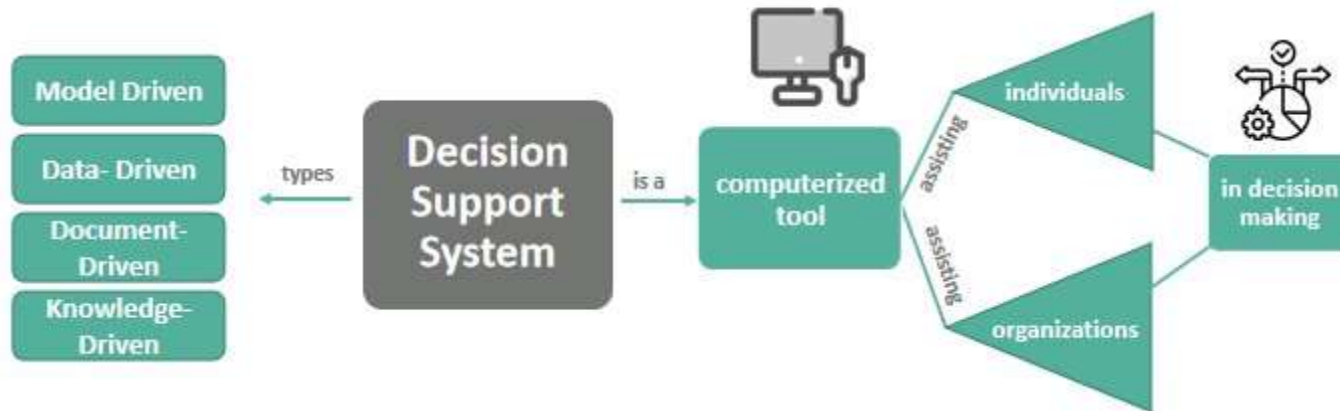 Model Driven
Data- Driven
Document-
Driven
Knowledge-
Driven
types
Decision
Support
System
is a
computerized
tool
assisting
assisting
individuals
organizations
in decision
making